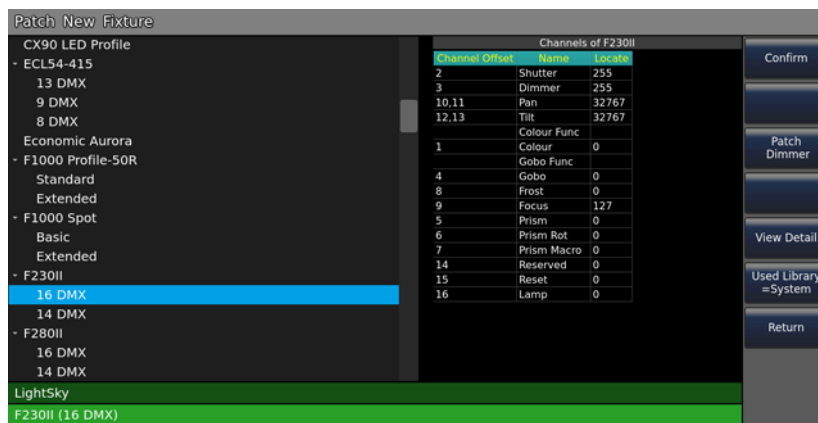 Patch New Fixture
CX90 LED Profile
ECL54-415
13 DMX
9 DMX
8 DMX
Economic Aurora
F1000 Profile-50R
Standard
Extended
F1000 Spot
Basic
Extended
F230II
16 DMX
14 DMX
F280II
16 DMX
14 DMX
Channels of F230II
Channel Offset Name Locate
2 Shutter 255
3 Dimmer 255
10,11 Pan 32767
12,13 Tilt 32767
Colour Func
1 Colour 0
Gobo Func
4 Gobo 0
8 Frost 0
9 Focus 127
5 Prism 0
6 Prism Rot 0
7 Prism Macro 0
14 Reserved 0
15 Reset 0
16 Lamp 0
Confirm
Patch
Dimmer
View Detail
Used Library
=System
Return
LightSky
F230II (16 DMX)